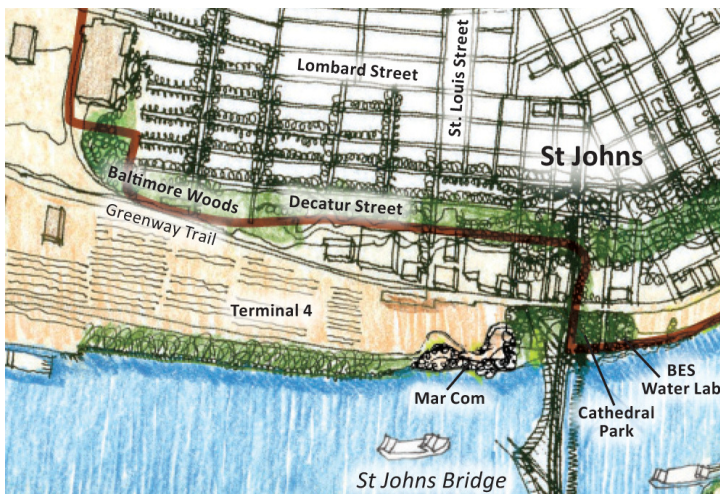 Lombard Street
St. Louis Street
St Johns
Baltimore Woods
Decatur Street
Greenway Trail
Terminal 4
Mar Com
BES
Water Lab
Cathedral
Park
St Johns Bridge